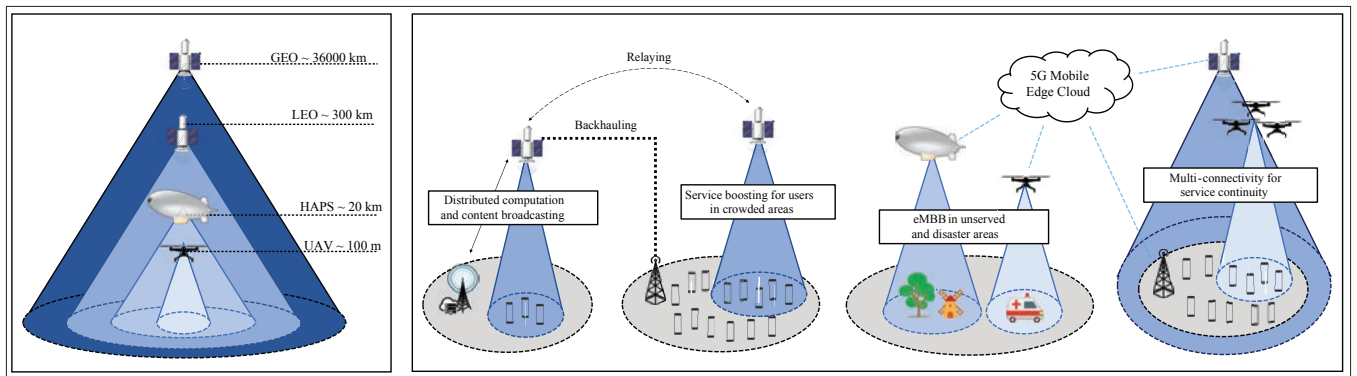 GEO ~ 36000 km
LEO ~ 300 km
HAPS ~ 20 km
UAV ~ 100 m
Relaying
Backhauling
Distributed computation
and content broadcasting
Service boosting for users
in crowded areas
5G Mobile
Edge Cloud
eMBB in unserved
and disaster areas
Multi-connectivity for
service continuity